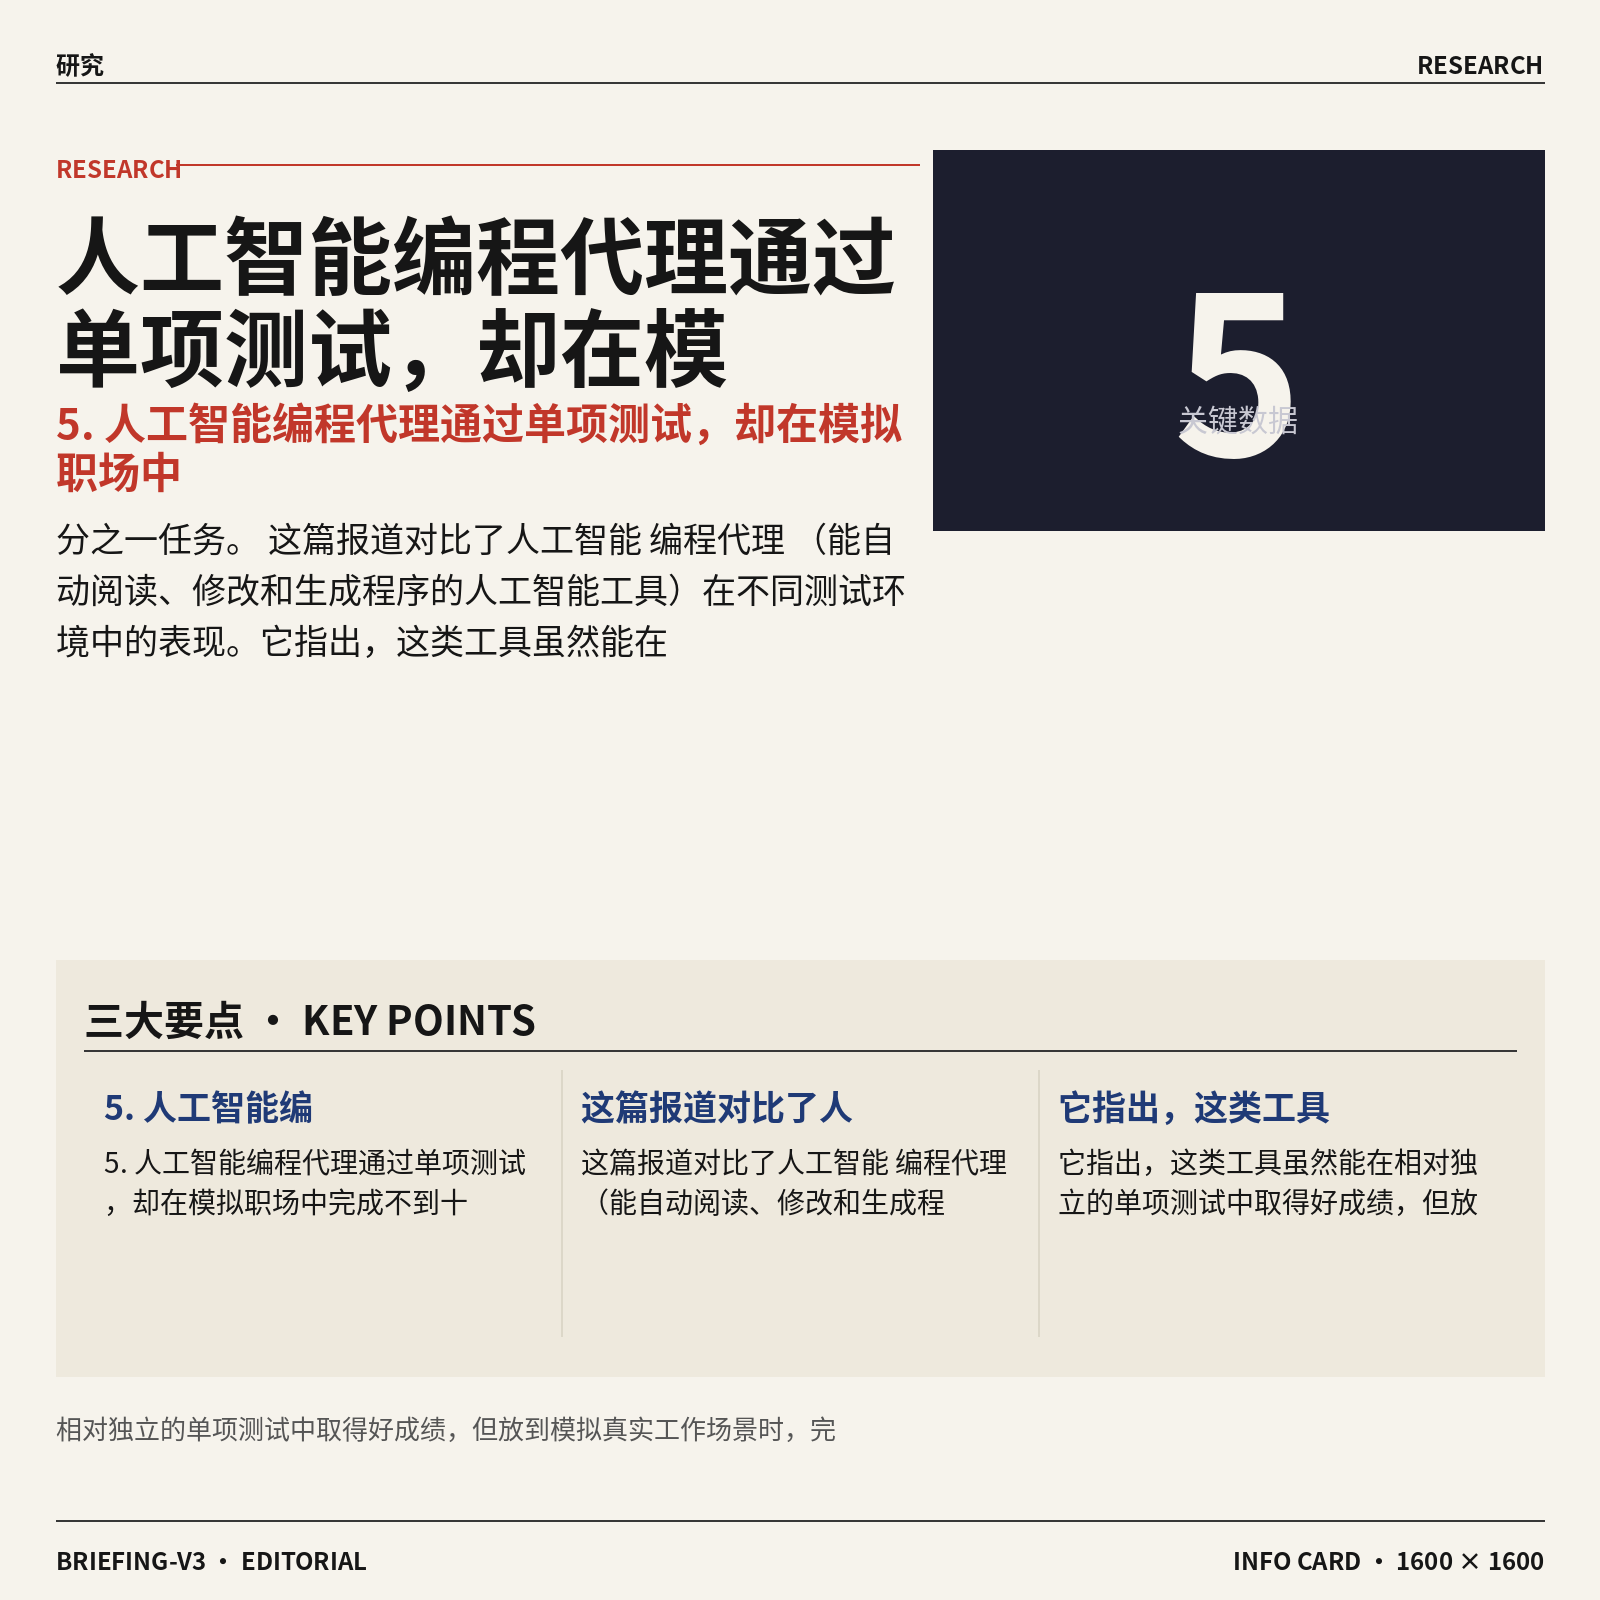 研究
RESEARCH
RESEARCH
人工智能编程代理通过
单项测试，却在模
5. 人工智能编程代理通过单项测试，却在模拟
职场中
分之一任务。 这篇报道对比了人工智能 编程代理 （能自
动阅读、修改和生成程序的人工智能工具）在不同测试环
境中的表现。它指出，这类工具虽然能在
5
关键数据
三大要点 · KEY POINTS
5. 人工智能编
5. 人工智能编程代理通过单项测试
，却在模拟职场中完成不到十
这篇报道对比了人
这篇报道对比了人工智能 编程代理
（能自动阅读、修改和生成程
它指出，这类工具
它指出，这类工具虽然能在相对独
立的单项测试中取得好成绩，但放
相对独立的单项测试中取得好成绩，但放到模拟真实工作场景时，完
BRIEFING-V3 · EDITORIAL
INFO CARD · 1600 × 1600